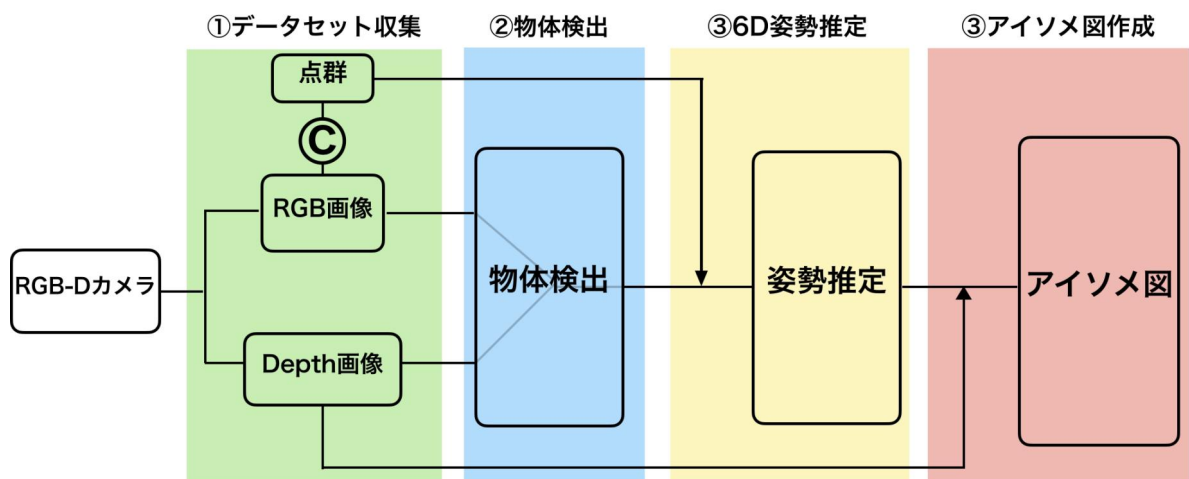 ①データセット収集
②物体検出
③6D姿勢推定
③アイソメ図作成
点群
C
RGB画像
RGB-Dカメラ
物体検出
姿勢推定
アイソメ図
Depth画像